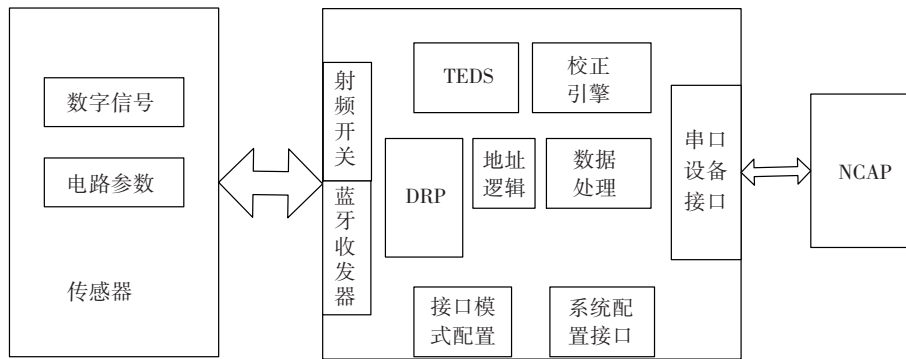 数字信号
电路参数
传感器
射
频
开
关
蓝
牙
收
发
器
TEDS
校正
引擎
DRP
地址
逻辑
数据
处理
接口模
式配置
系统配
置接口
串口
设备
接口
NCAP